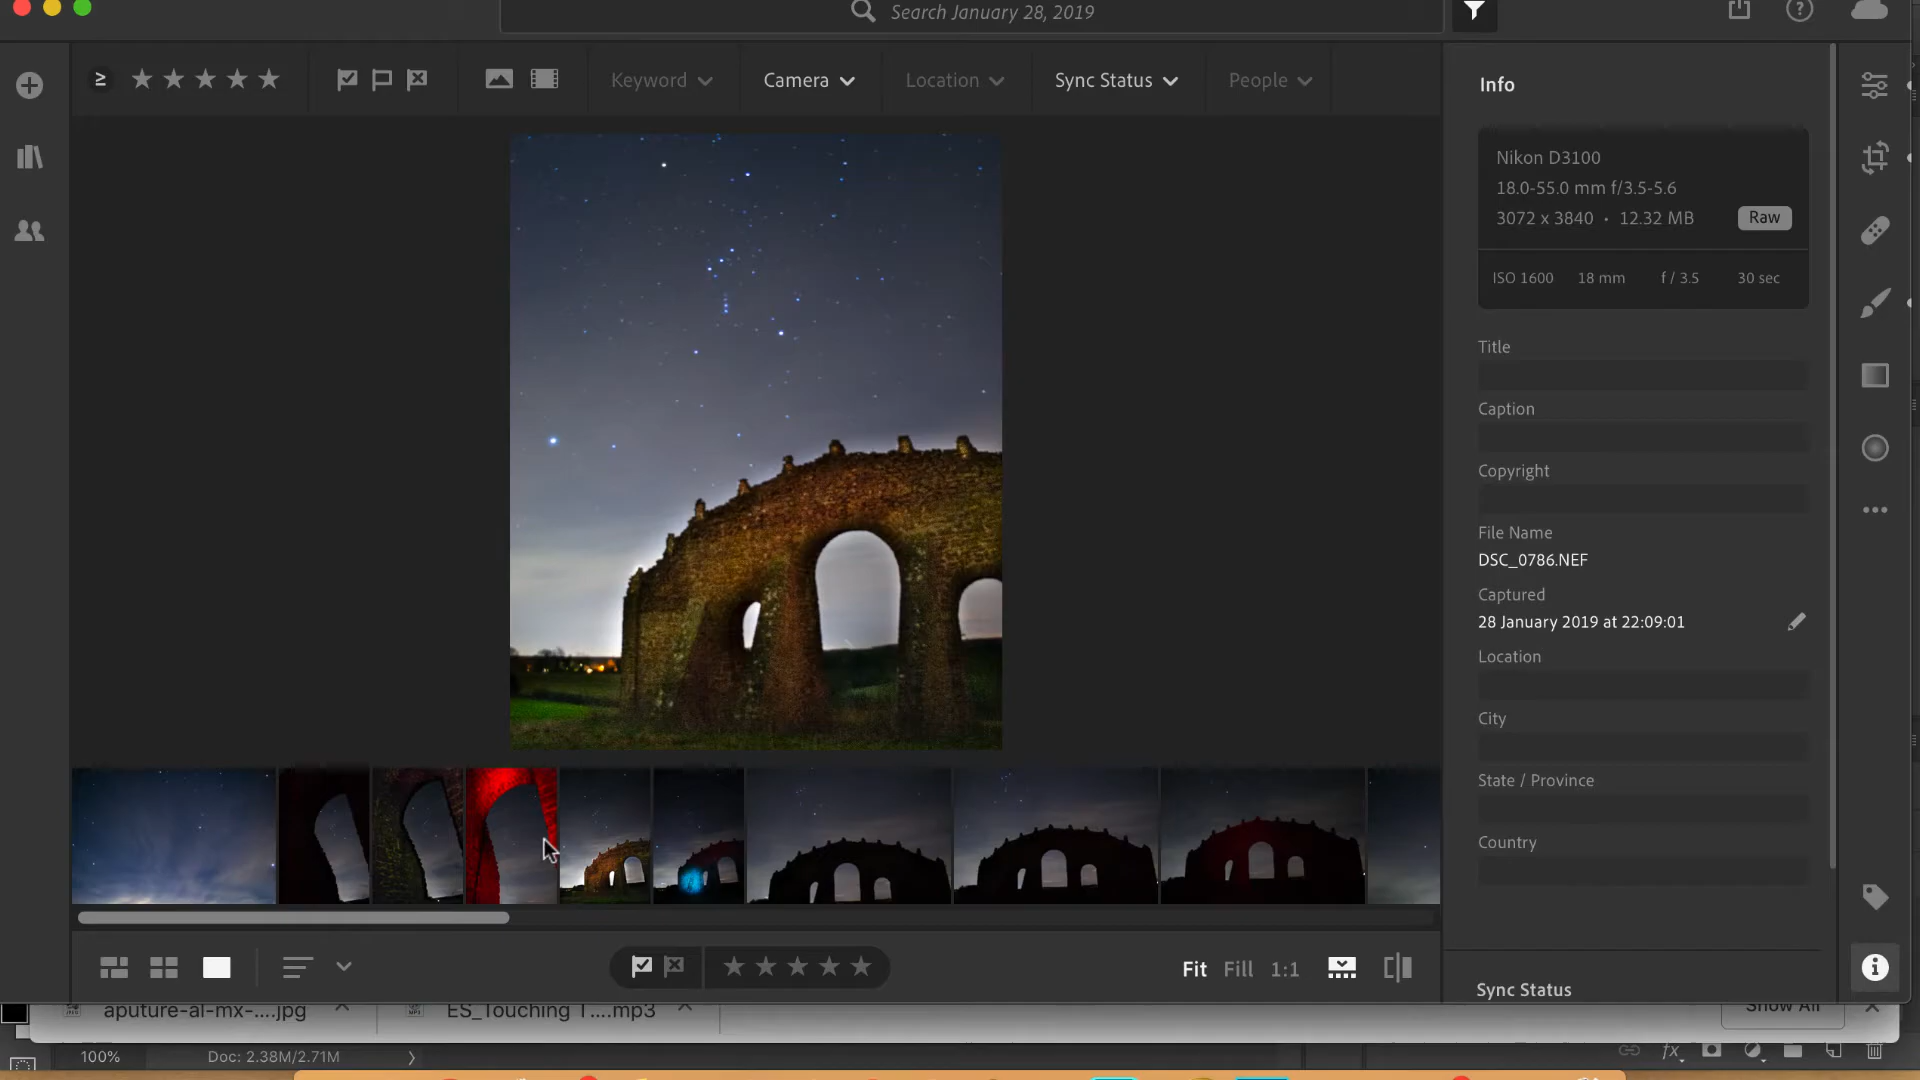 Search January 28, 2019
≥
Keyword
Camera
Location
Sync Status
People
Info
Nikon D3100
18.0-55.0 mm f/3.5-5.6
3072 x 3840 • 12.32 MB
Raw
ISO 1600 18 mm f / 3.5 30 sec
Title
Caption
Copyright
File Name
DSC_0786.NEF
Captured
28 January 2019 at 22:09:01
Location
City
State / Province
Country
Fit Fill 1:1
Sync Status
aputure-al-mx-....jpg
ES_Touching T....mp3
Show All
100%
Doc: 2.38M/2.71M
fx